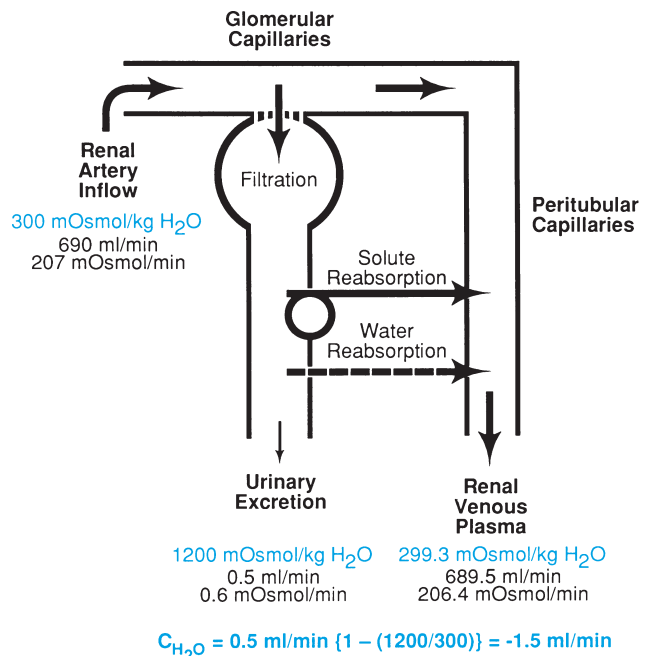 Glomerular
Capillaries
Renal
Artery
Inflow
300 mOsmol/kg H₂O
690 ml/min
207 mOsmol/min
Filtration
Peritubular
Capillaries
Solute
Reabsorption
Water
Reabsorption
Urinary
Excretion
1200 mOsmol/kg H₂O
0.5 ml/min
0.6 mOsmol/min
Renal
Venous
Plasma
299.3 mOsmol/kg H₂O
689.5 ml/min
206.4 mOsmol/min
C_H₂O = 0.5 ml/min {1 – (1200/300)} = -1.5 ml/min